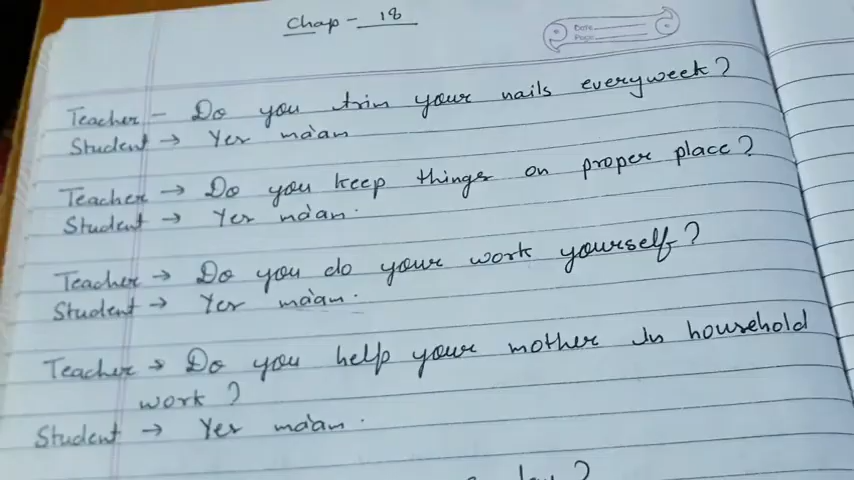 Chap - 18
Date
Page
Teacher - Do you trim your nails everyweek?
Student → Yes ma'am
Teacher → Do you keep things on proper place?
Student → Yes ma'am.
Teacher → Do you do your work yourself?
Student → Yes ma'am.
Teacher → Do you help your mother in household
work?
Student → Yes ma'am.